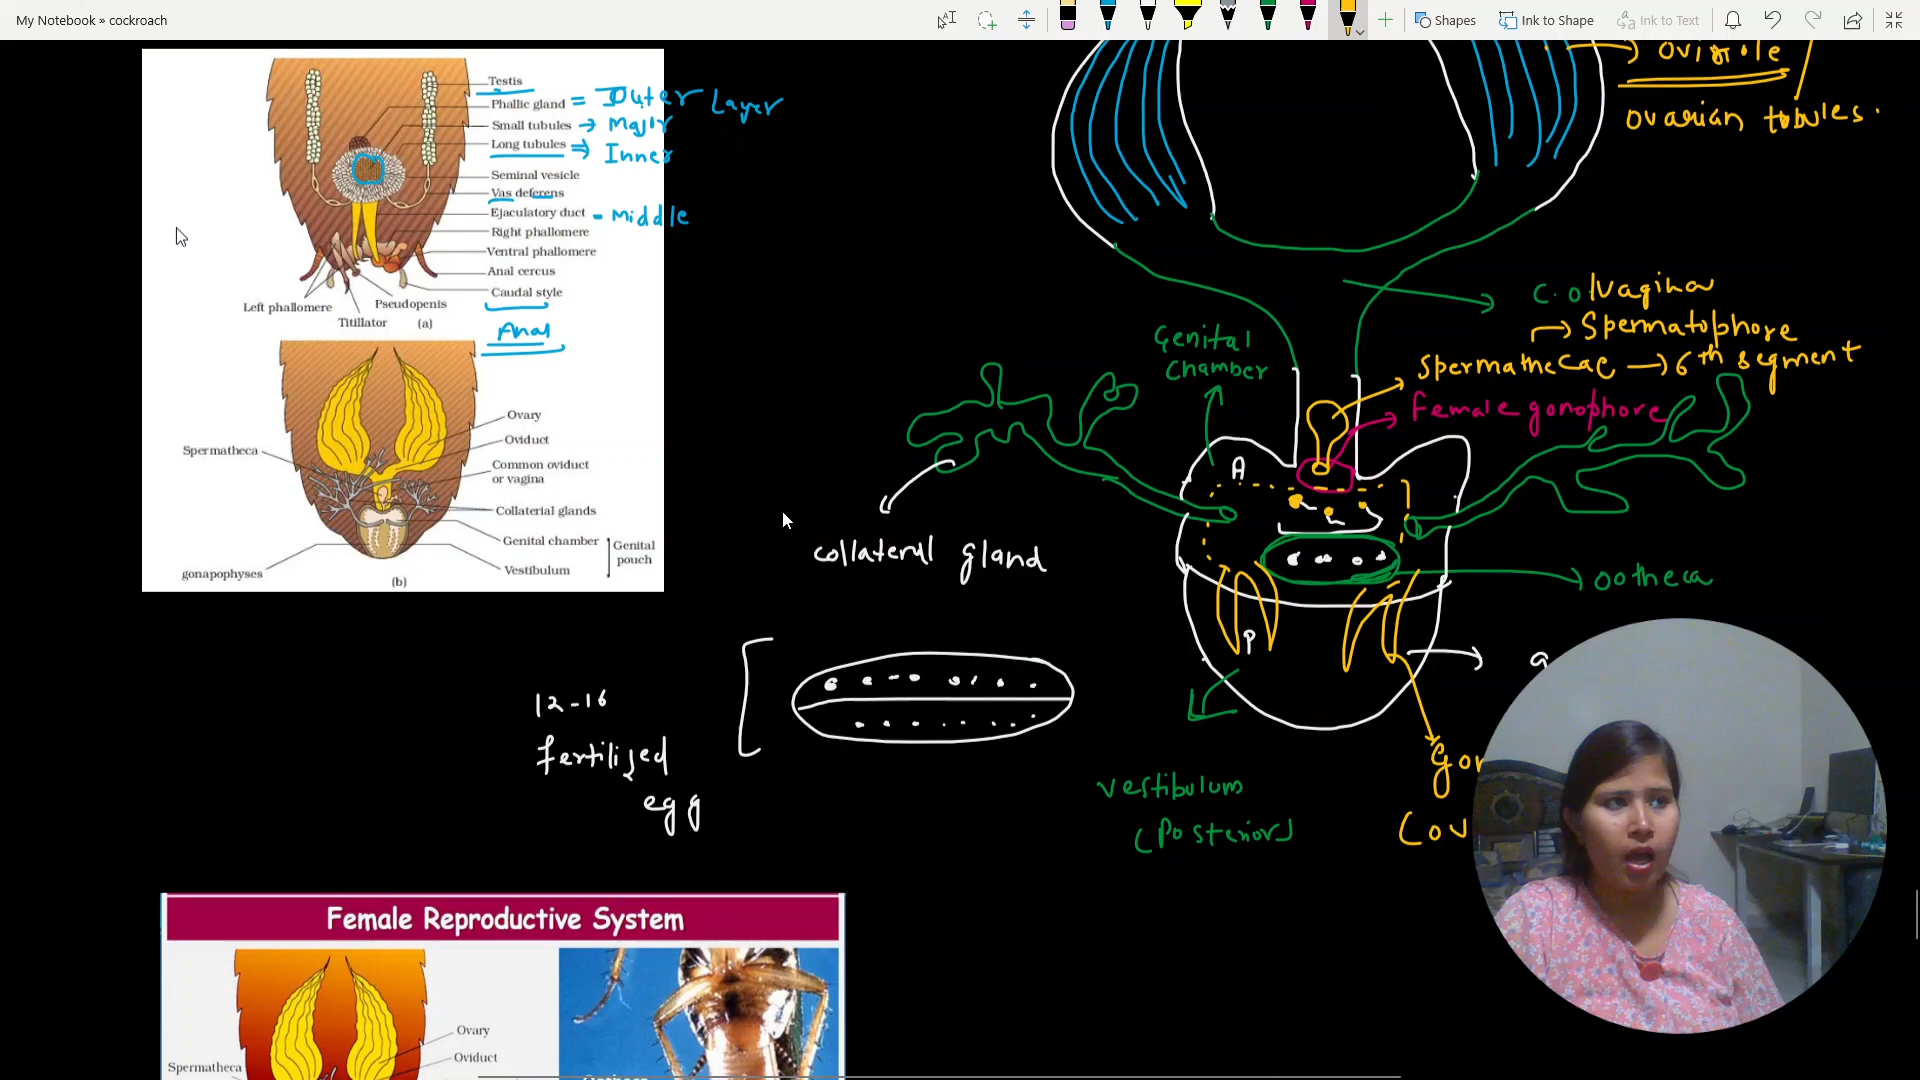 My Notebook » cockroach
Shapes
Ink to Shape
Ink to Text
Testis
Phallic gland = Outer Layer
Small tubules → Major
Long tubules ⇒ Inner
Seminal vesicle
Vas deferens
Ejaculatory duct - Middle
Right phallomere
Ventral phallomere
Anal cercus
Caudal style
Left phallomere
Pseudopenis
Titillator
(a)
Anal
Ovary
Oviduct
Spermatheca
Common oviduct
or vagina
Collaterial glands
Genital chamber
Genital
pouch
Vestibulum
gonapophyses
(b)
ovarian tubules.
C.O/Vagina
→ Spermatophore
Spermathecae → 6th segment
Female gonophore
Genital
chamber
A
collateral gland
ootheca
P
12-16
fertilized
egg
vestibulum
(Posterior)
Gon
(ov
Female Reproductive System
Ovary
Oviduct
Spermatheca